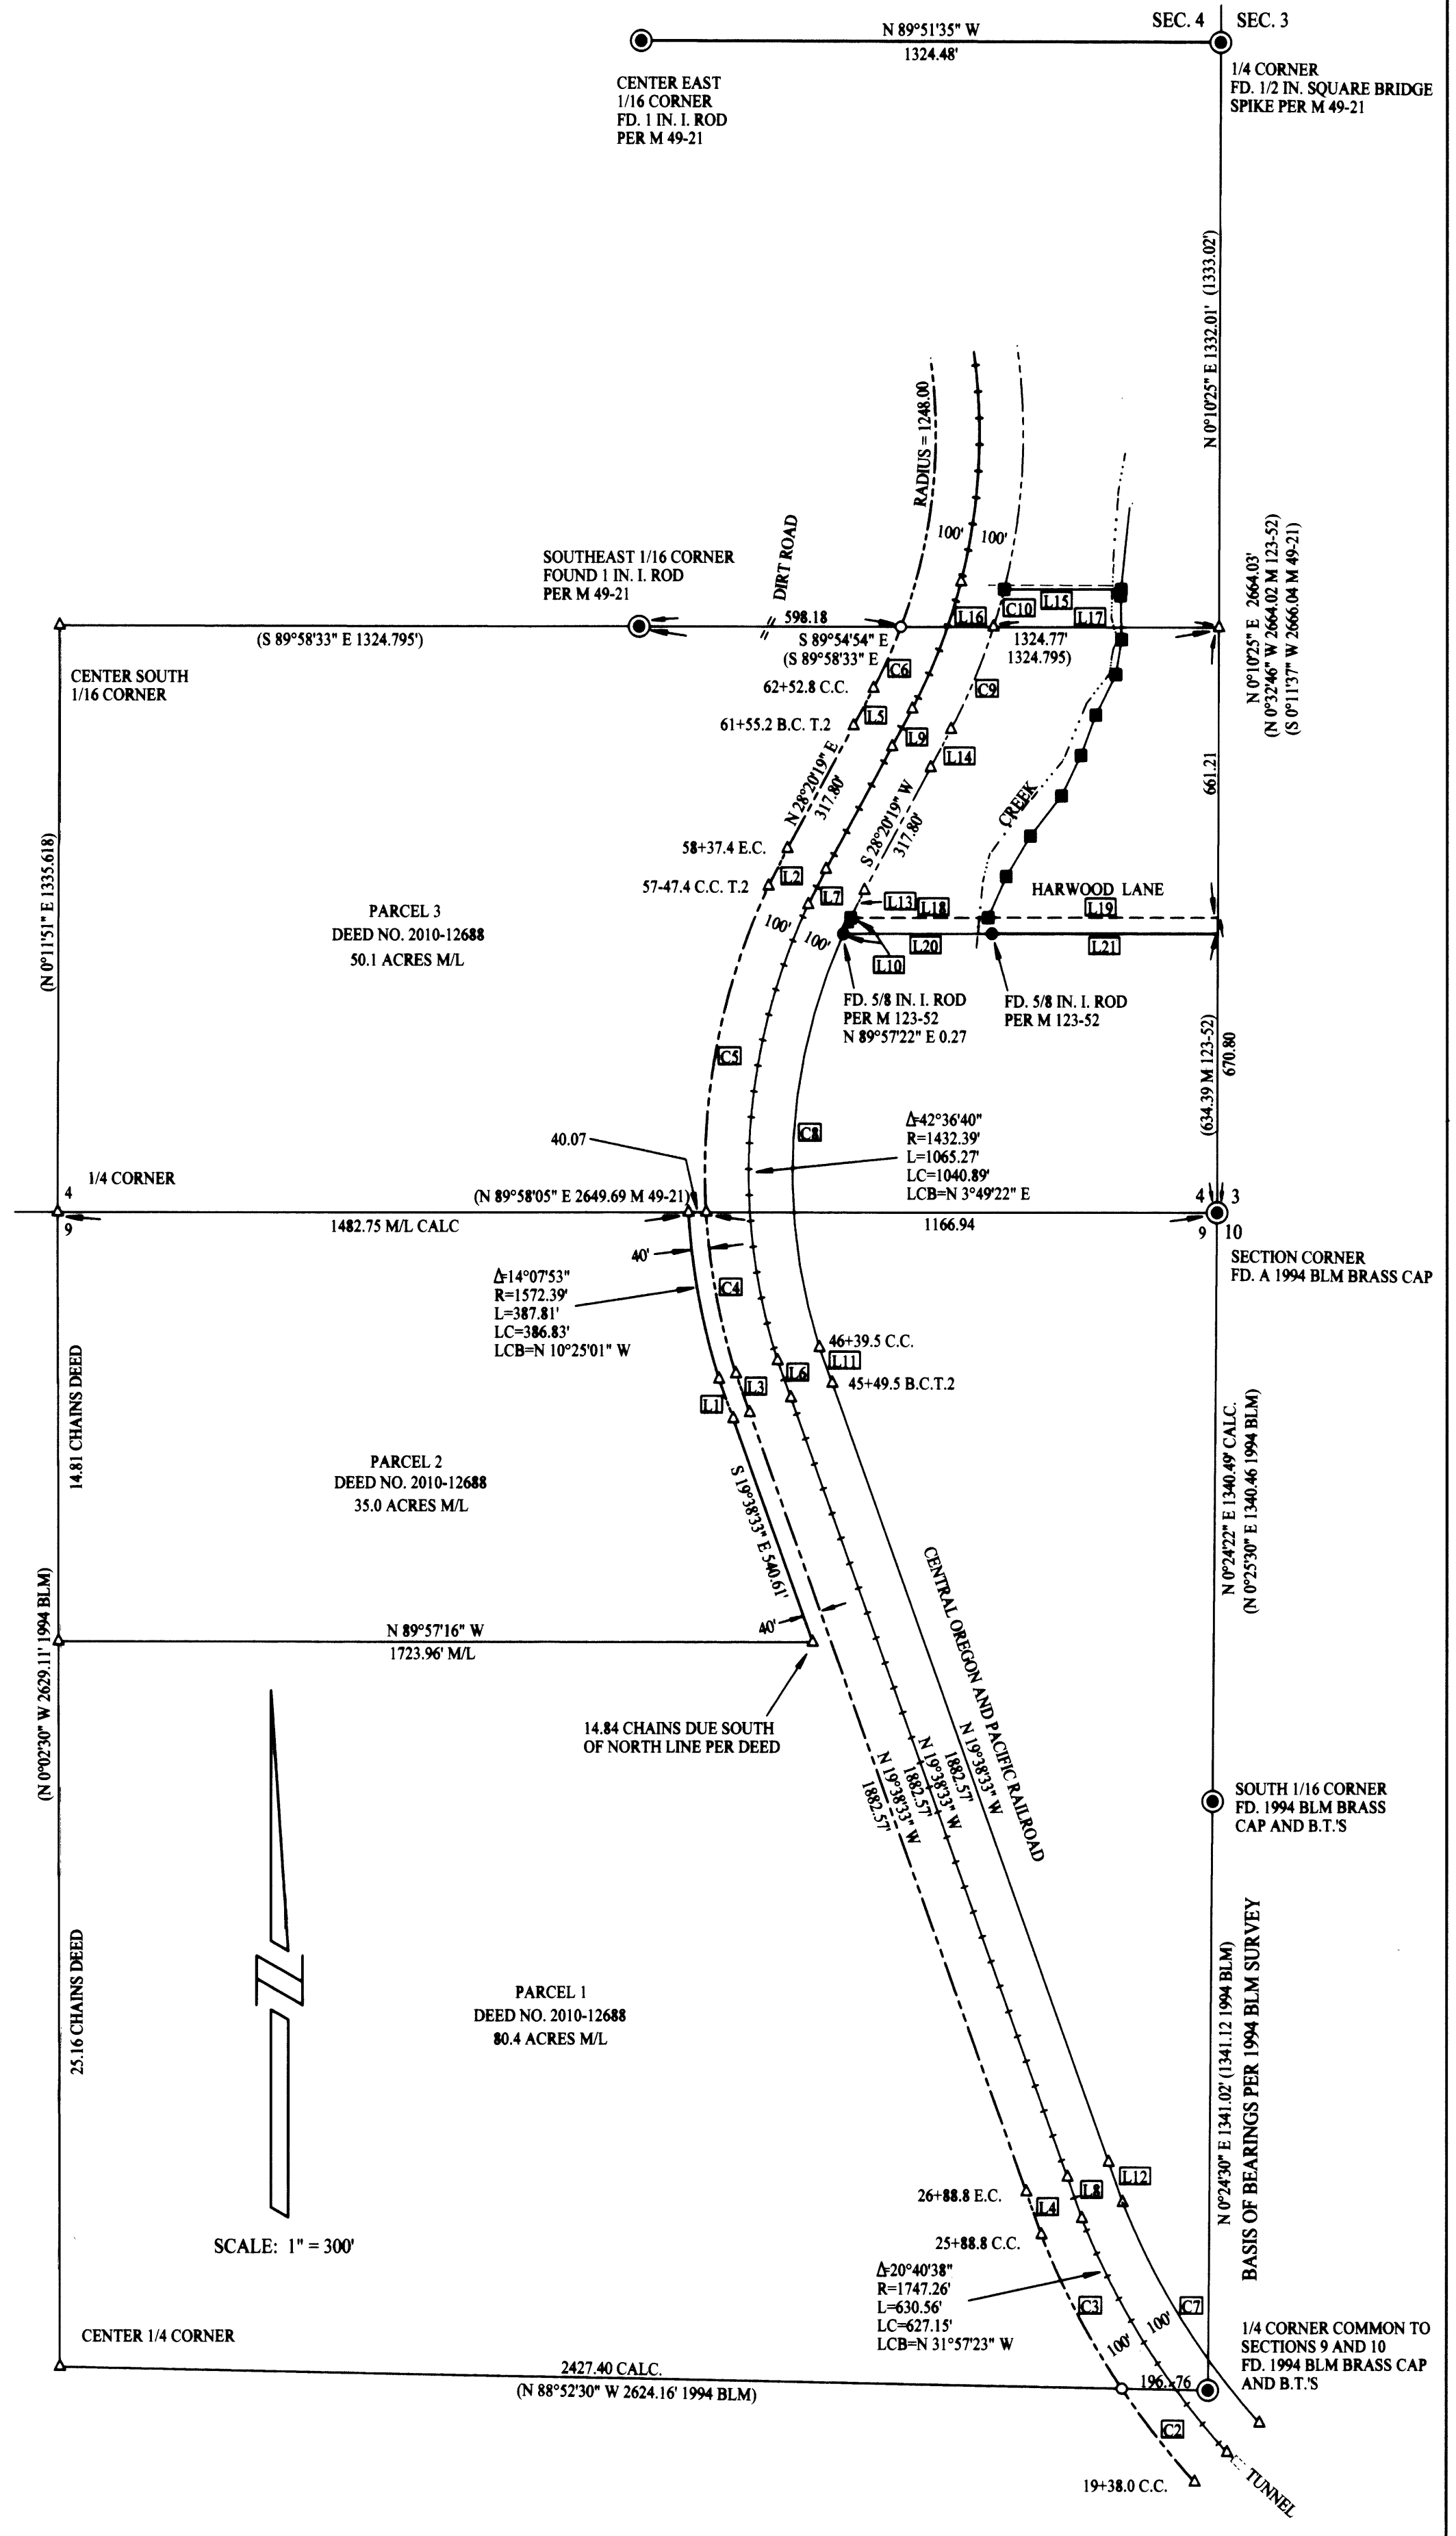 SEC. 4
SEC. 3
N 89°51'35" W
1324.48'
CENTER EAST
1/16 CORNER
FD. 1 IN. I. ROD
PER M 49-21
1/4 CORNER
FD. 1/2 IN. SQUARE BRIDGE
SPIKE PER M 49-21
N 0°10'25" E 1332.01' (1333.02')
RADIUS = 1248.00
100'
100'
DIRT ROAD
SOUTHEAST 1/16 CORNER
FOUND 1 IN. I. ROD
PER M 49-21
598.18
(S 89°58'33" E 1324.795')
S 89°54'54" E
(S 89°58'33" E
L16
C10
L15
L17
1324.77'
1324.795)
N 0°10'25" E 2664.03'
(N 0°32'46" W 2664.02 M 123-52)
(S 0°11'37" W 2666.04 M 49-21)
CENTER SOUTH
1/16 CORNER
C6
62+52.8 C.C.
C9
L5
61+55.2 B.C. T.2
L9
L14
N 28°20'19" E
317.80'
S 28°20'19" W
317.80'
CREEK
661.21
58+37.4 E.C.
L2
57-47.4 C.C. T.2
L7
L13
L18
HARWOOD LANE
L19
(N 0°11'51" E 1335.618)
PARCEL 3
DEED NO. 2010-12688
50.1 ACRES M/L
100'
100'
L20
L21
L10
FD. 5/8 IN. I. ROD
PER M 123-52
N 89°57'22" E 0.27
FD. 5/8 IN. I. ROD
PER M 123-52
C5
(634.39 M 123-52)
670.80
C8
Δ=42°36'40"
R=1432.39'
L=1065.27'
LC=1040.89'
LCB=N 3°49'22" E
40.07
1/4 CORNER
4
9
(N 89°58'05" E 2649.69 M 49-21)
1482.75 M/L CALC
1166.94
4
3
9
10
SECTION CORNER
FD. A 1994 BLM BRASS CAP
40'
Δ=14°07'53"
R=1572.39'
L=387.81'
LC=386.83'
LCB=N 10°25'01" W
C4
46+39.5 C.C.
L11
45+49.5 B.C.T.2
L6
L3
L1
14.81 CHAINS DEED
PARCEL 2
DEED NO. 2010-12688
35.0 ACRES M/L
S 19°38'33" E 540.61'
N 0°24'22" E 1340.49' CALC.
(N 0°25'30" E 1340.46 1994 BLM)
(N 0°02'30" W 2629.11' 1994 BLM)
N 89°57'16" W
1723.96' M/L
40'
CENTRAL OREGON AND PACIFIC RAILROAD
14.84 CHAINS DUE SOUTH
OF NORTH LINE PER DEED
N 19°38'33" W
1882.57'
N 19°38'33" W
1882.57'
N 19°38'33" W
1882.57'
SOUTH 1/16 CORNER
FD. 1994 BLM BRASS
CAP AND B.T.'S
25.16 CHAINS DEED
N
PARCEL 1
DEED NO. 2010-12688
80.4 ACRES M/L
N 0°24'30" E 1341.02' (1341.12 1994 BLM)
BASIS OF BEARINGS PER 1994 BLM SURVEY
SCALE: 1" = 300'
L12
26+88.8 E.C.
L8
L4
25+88.8 C.C.
Δ=20°40'38"
R=1747.26'
L=630.56'
LC=627.15'
LCB=N 31°57'23" W
C3
C7
100'
100'
CENTER 1/4 CORNER
1/4 CORNER COMMON TO
SECTIONS 9 AND 10
FD. 1994 BLM BRASS CAP
AND B.T.'S
2427.40 CALC.
(N 88°52'30" W 2624.16' 1994 BLM)
196.76
C2
19+38.0 C.C.
TUNNEL